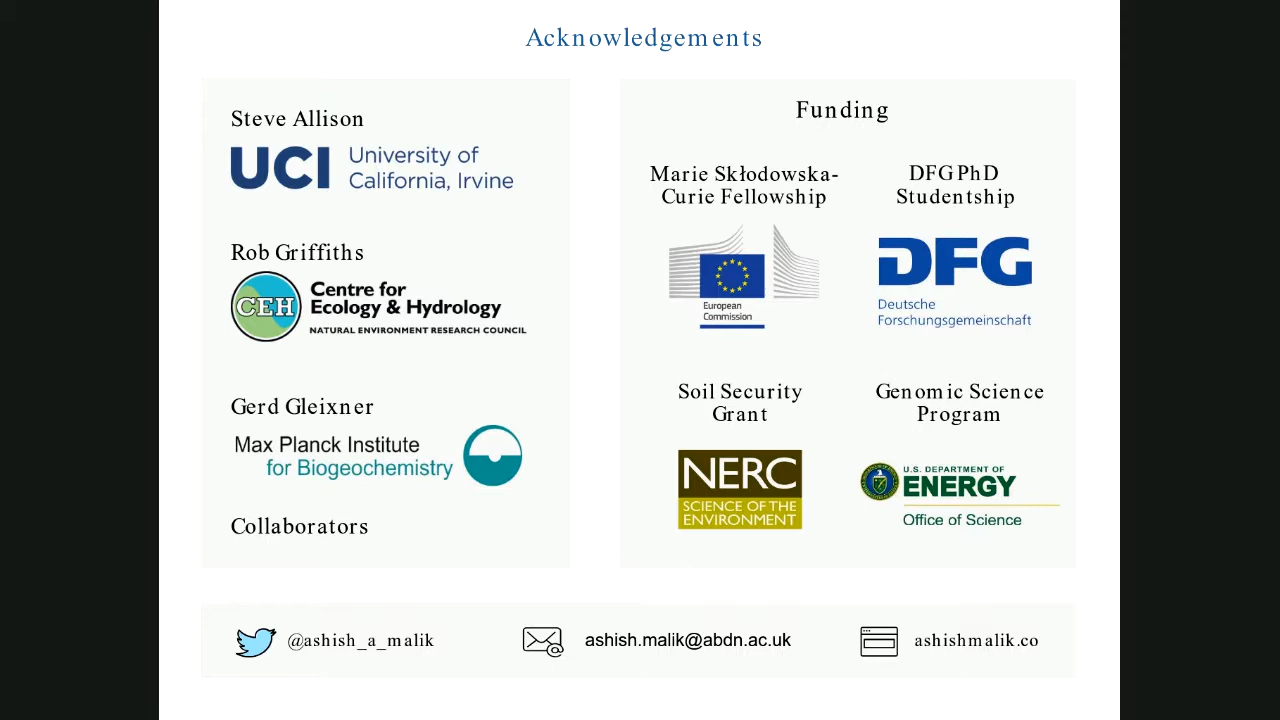 Acknowledgements
Steve Allison
UCI
University of
California, Irvine
Rob Griffiths
CEH
Centre for
Ecology & Hydrology
NATURAL ENVIRONMENT RESEARCH COUNCIL
Gerd Gleixner
Max Planck Institute
for Biogeochemistry
Collaborators
Funding
Marie Skłodowska-
Curie Fellowship
European
Commission
DFG PhD
Studentship
DFG
Deutsche
Forschungsgemeinschaft
Soil Security
Grant
NERC
SCIENCE OF THE
ENVIRONMENT
Genomic Science
Program
U.S. DEPARTMENT OF
ENERGY
Office of Science
@ashish_a_malik
ashish.malik@abdn.ac.uk
ashishmalik.co